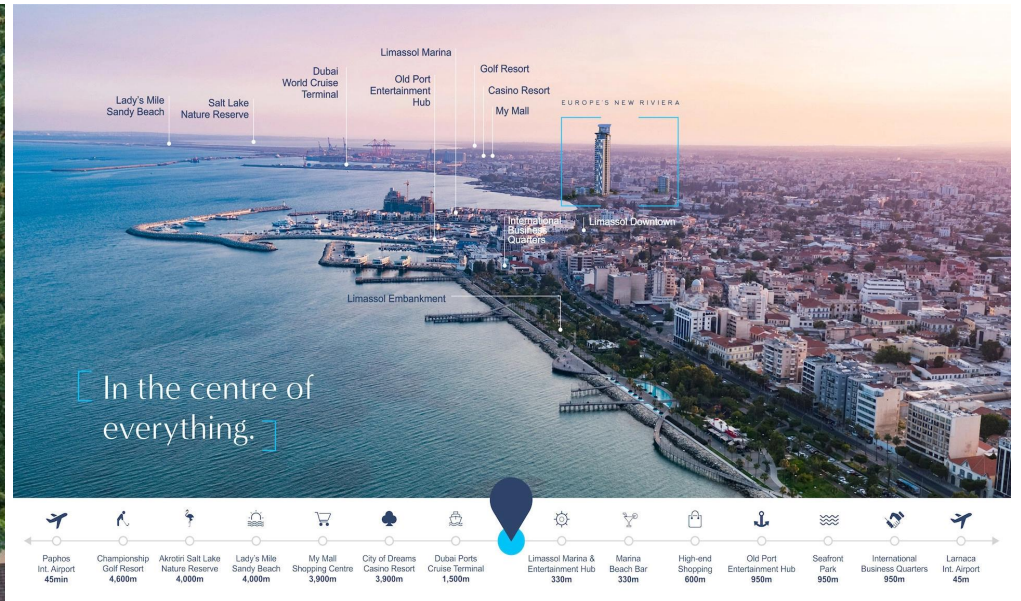 Limassol Marina
Dubai
World Cruise
Terminal
Old Port
Entertainment
Hub
Golf Resort
Casino Resort
My Mall
Lady's Mile
Sandy Beach
Salt Lake
Nature Reserve
EUROPE'S NEW RIVIERA
International
Business
Quarters
Limassol Downtown
Limassol Embankment
In the centre of
everything.
Paphos
Int. Airport
45min
Championship
Golf Resort
4,600m
Akrotiri Salt Lake
Nature Reserve
4,000m
Lady's Mile
Sandy Beach
4,000m
My Mall
Shopping Centre
3,900m
City of Dreams
Casino Resort
3,900m
Dubai Ports
Cruise Terminal
1,500m
Limassol Marina &
Entertainment Hub
330m
Marina
Beach Bar
330m
High-end
Shopping
600m
Old Port
Entertainment Hub
950m
Seafront
Park
950m
International
Business Quarters
950m
Larnaca
Int. Airport
45m